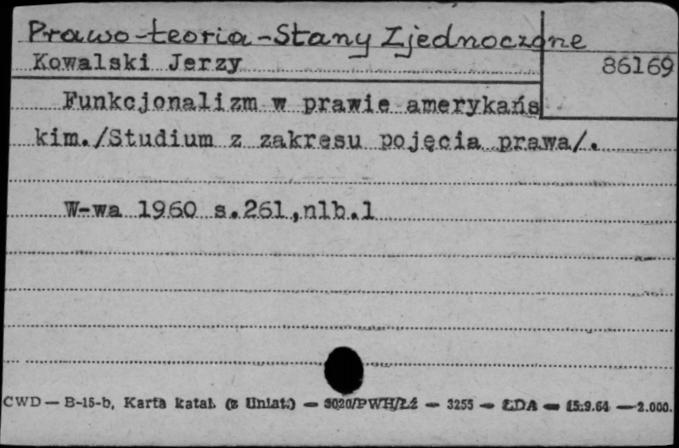 Prawo-teoria-Stany Zjednoczone
Kowalski Jerzy
86169
Funkcjonalizm w prawie amerykańs
kim./Studium z zakresu pojęcia prawa/.
W-wa 1960 s.261,nlb.1
CWD — B-15-b, Karta katal. (z Uniat.) — 3020/PWH/Łź — 3255 — ŁDA — 15.9.64 — 2.000.